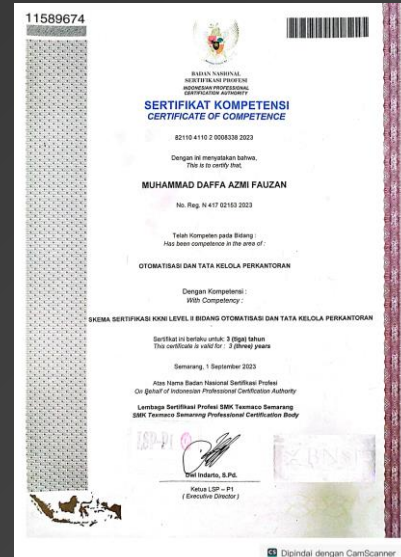 11589674
BADAN NASIONAL
SERTIFIKASI PROFESI
INDONESIAN PROFESSIONAL
CERTIFICATION AUTHORITY
SERTIFIKAT KOMPETENSI
CERTIFICATE OF COMPETENCE
82110 4110 2 0008338 2023
Dengan ini menyatakan bahwa,
This is to certify that,
MUHAMMAD DAFFA AZMI FAUZAN
No. Reg. N 417 02153 2023
Telah Kompeten pada Bidang :
Has been competence in the area of :
OTOMATISASI DAN TATA KELOLA PERKANTORAN
Dengan Kompetensi :
With Competency :
SKEMA SERTIFIKASI KKNI LEVEL II BIDANG OTOMATISASI DAN TATA KELOLA PERKANTORAN
Sertifikat ini berlaku untuk: 3 (tiga) tahun
This certificate is valid for : 3 (three) years
Semarang, 1 September 2023
Atas Nama Badan Nasional Sertifikasi Profesi
On Behalf of Indonesian Professional Certification Authority
Lembaga Sertifikasi Profesi SMK Texmaco Semarang
SMK Texmaco Semarang Professional Certification Body
LSP-P1
Dwi Indarto, S.Pd.
Ketua LSP – P1
( Executive Director )
BNSP
CS Dipindai dengan CamScanner